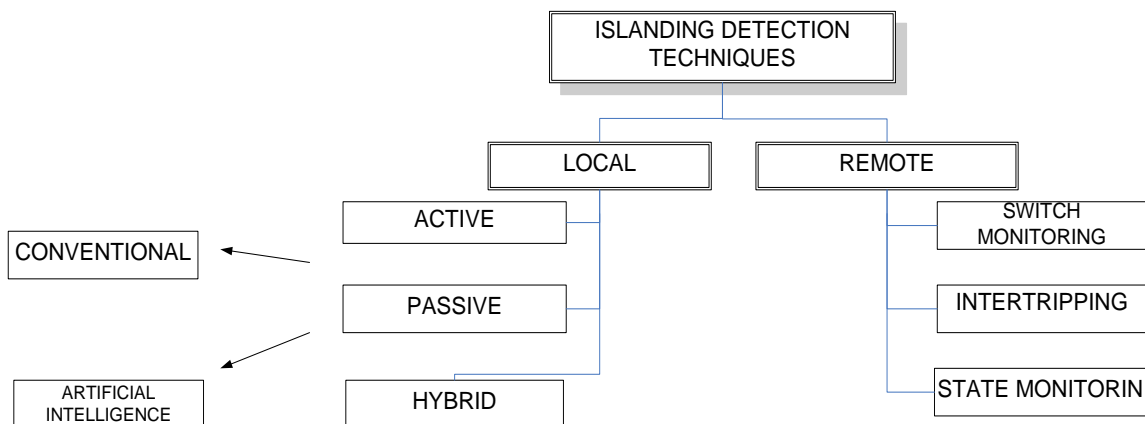 ISLANDING DETECTION
TECHNIQUES
LOCAL
REMOTE
ACTIVE
SWITCH
MONITORING
CONVENTIONAL
PASSIVE
INTERTRIPPING
ARTIFICIAL
INTELLIGENCE
HYBRID
STATE MONITORIN